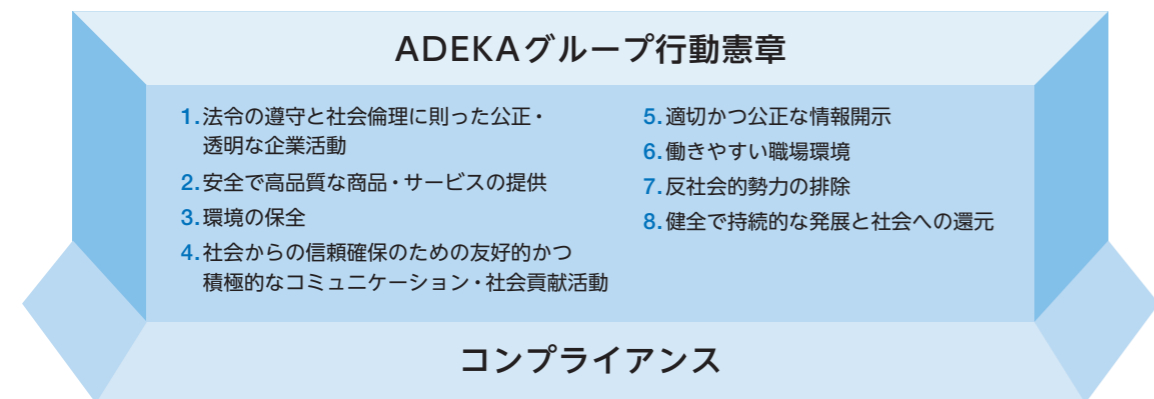 ADEKAグループ行動憲章
1.法令の遵守と社会倫理に則った公正・
透明な企業活動
2.安全で高品質な商品・サービスの提供
3.環境の保全
4.社会からの信頼確保のための友好的かつ
積極的なコミュニケーション・社会貢献活動
5.適切かつ公正な情報開示
6.働きやすい職場環境
7.反社会的勢力の排除
8.健全で持続的な発展と社会への還元
コンプライアンス